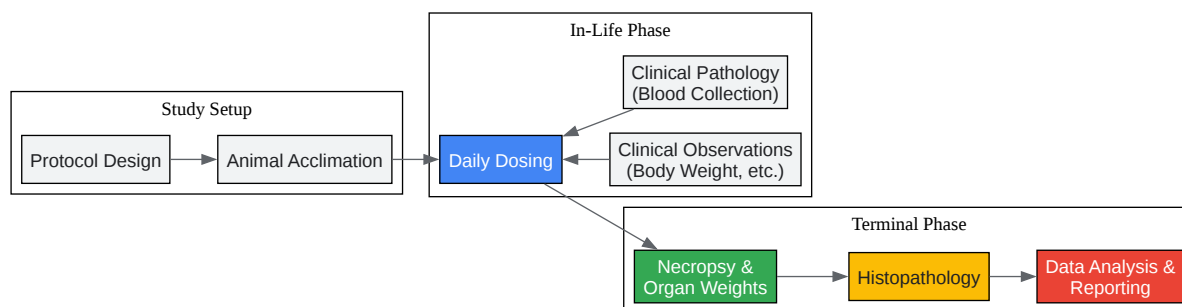 In-Life Phase
Clinical Pathology
(Blood Collection)
Study Setup
Protocol Design
Animal Acclimation
Daily Dosing
Clinical Observations
(Body Weight, etc.)
Terminal Phase
Necropsy &
Organ Weights
Histopathology
Data Analysis &
Reporting